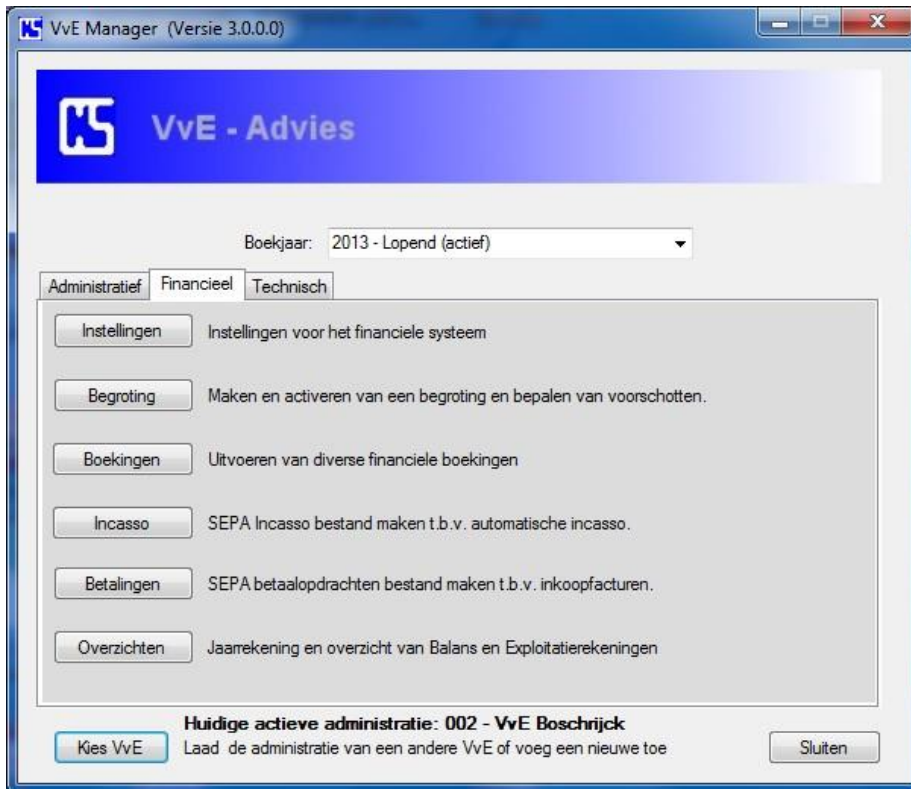 VvE Manager (Versie 3.0.0.0)
VvE - Advies
Boekjaar: 2013 - Lopend (actief)
Administratief Financieel Technisch
Instellingen Instellingen voor het financiele systeem
Begroting Maken en activeren van een begroting en bepalen van voorschotten.
Boekingen Uitvoeren van diverse financiele boekingen
Incasso SEPA Incasso bestand maken t.b.v. automatische incasso.
Betalingen SEPA betaalopdrachten bestand maken t.b.v. inkoopfacturen.
Overzichten Jaarrekening en overzicht van Balans en Exploitatierekeningen
Huidige actieve administratie: 002 - VvE Boschrijck
Kies VvE Laad de administratie van een andere VvE of voeg een nieuwe toe Sluiten